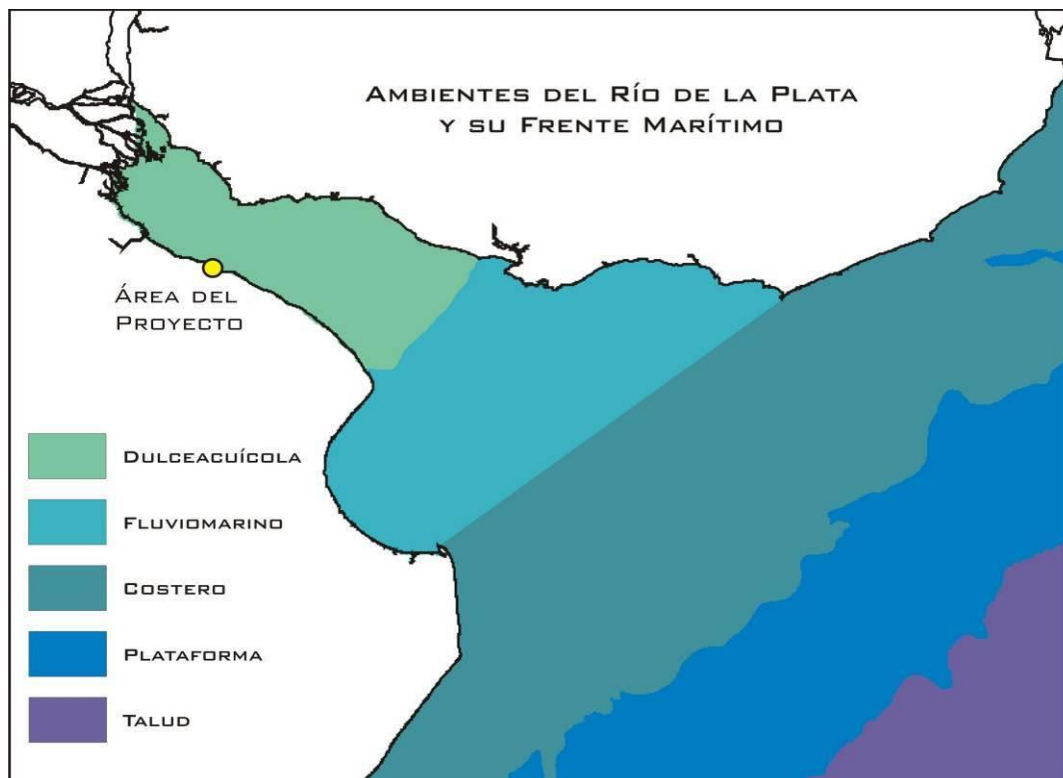 AMBIENTES DEL RÍO DE LA PLATA
Y SU FRENTE MARÍTIMO
ÁREA DEL
PROYECTO
DULCEACUÍCOLA
FLUVIOMARINO
COSTERO
PLATAFORMA
TALUD